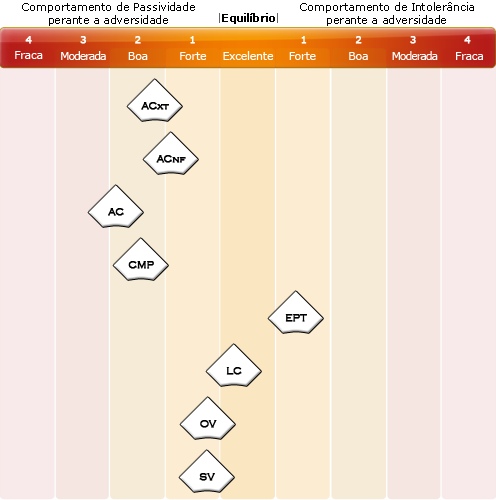 Comportamento de Passividade
perante a adversidade
|Equilíbrio|
Comportamento de Intolerância
perante a adversidade
4 3 2 1 1 2 3 4
Fraca Moderada Boa Forte Excelente Forte Boa Moderada Fraca
ACXT
ACNF
AC
CMP
EPT
LC
OV
SV